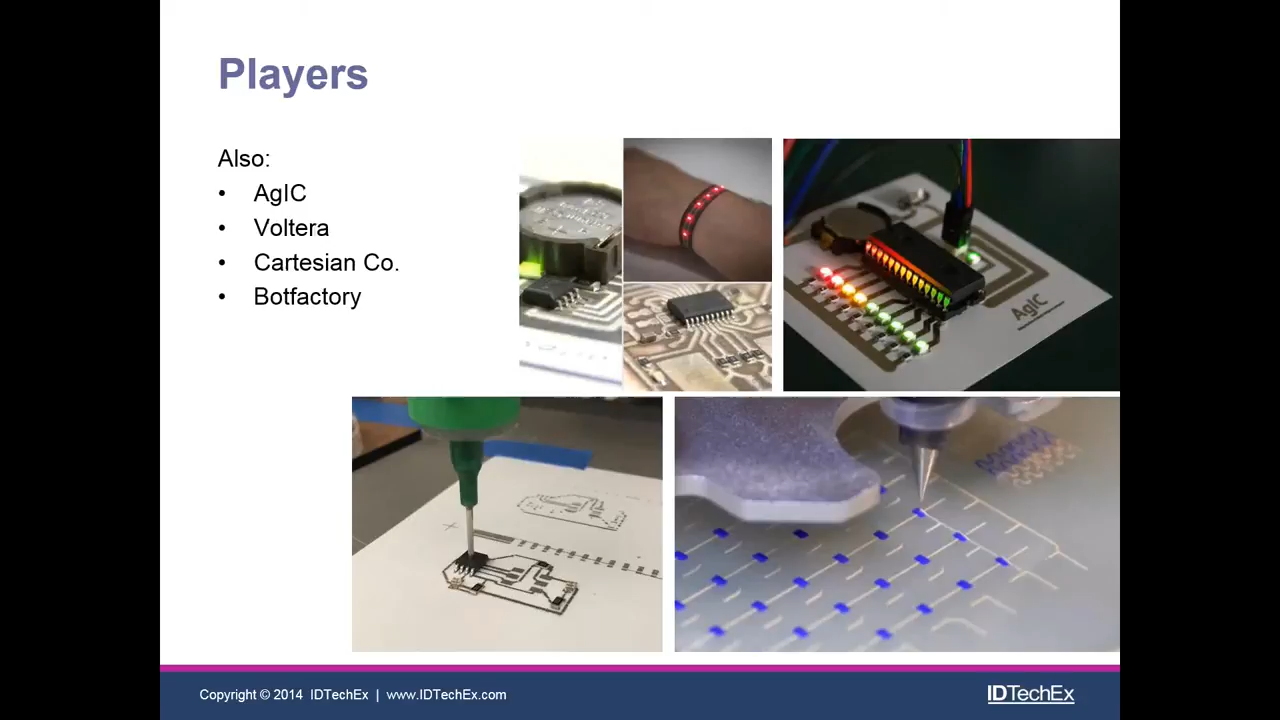 Players
Also:
• AgIC
• Voltera
• Cartesian Co.
• Botfactory
AgIC
Copyright © 2014 IDTechEx | www.IDTechEx.com
IDTechEx